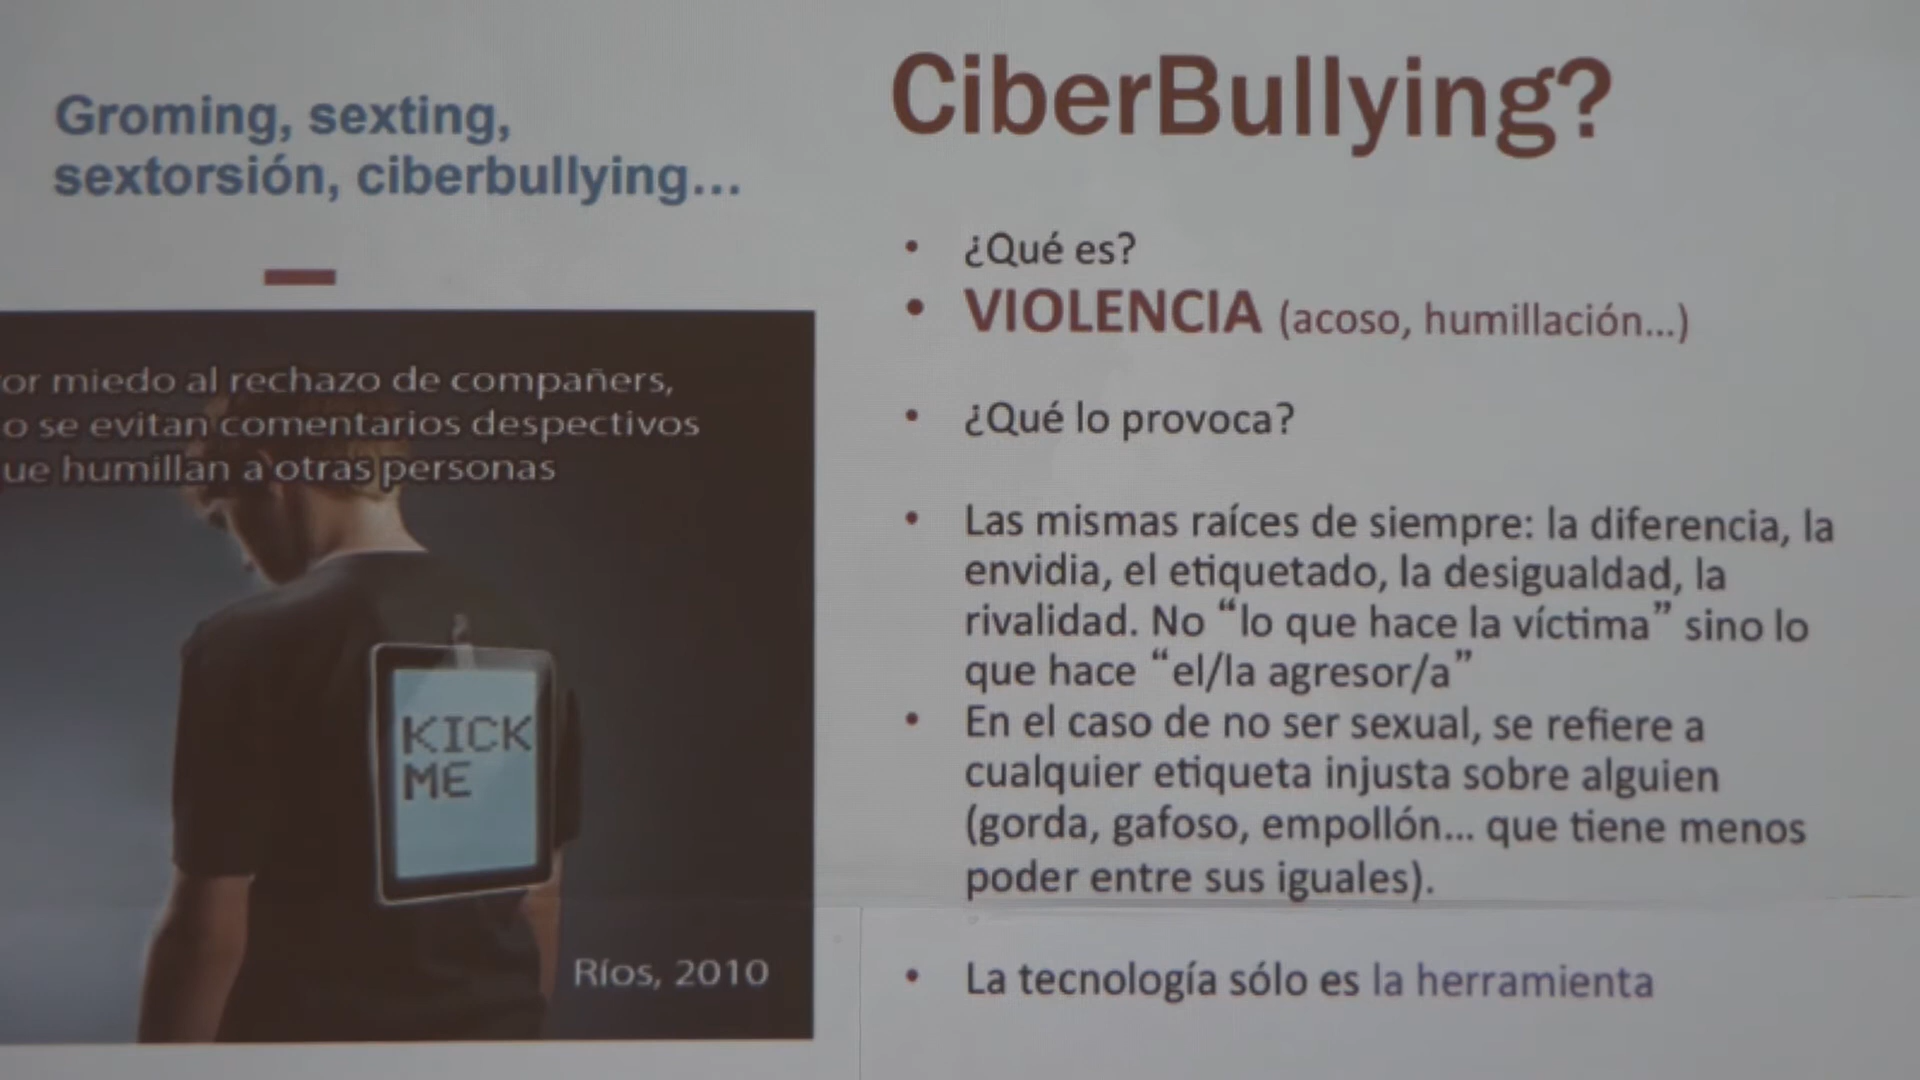 Groming, sexting,
sextorsión, ciberbullying...
or miedo al rechazo de compañers,
o se evitan comentarios despectivos
ue humillan a otras personas
KICK
ME
Ríos, 2010
CiberBullying?
• ¿Qué es?
• VIOLENCIA (acoso, humillación...)
• ¿Qué lo provoca?
• Las mismas raíces de siempre: la diferencia, la
envidia, el etiquetado, la desigualdad, la
rivalidad. No “lo que hace la víctima” sino lo
que hace “el/la agresor/a”
• En el caso de no ser sexual, se refiere a
cualquier etiqueta injusta sobre alguien
(gorda, gafoso, empollón... que tiene menos
poder entre sus iguales).
• La tecnología sólo es la herramienta